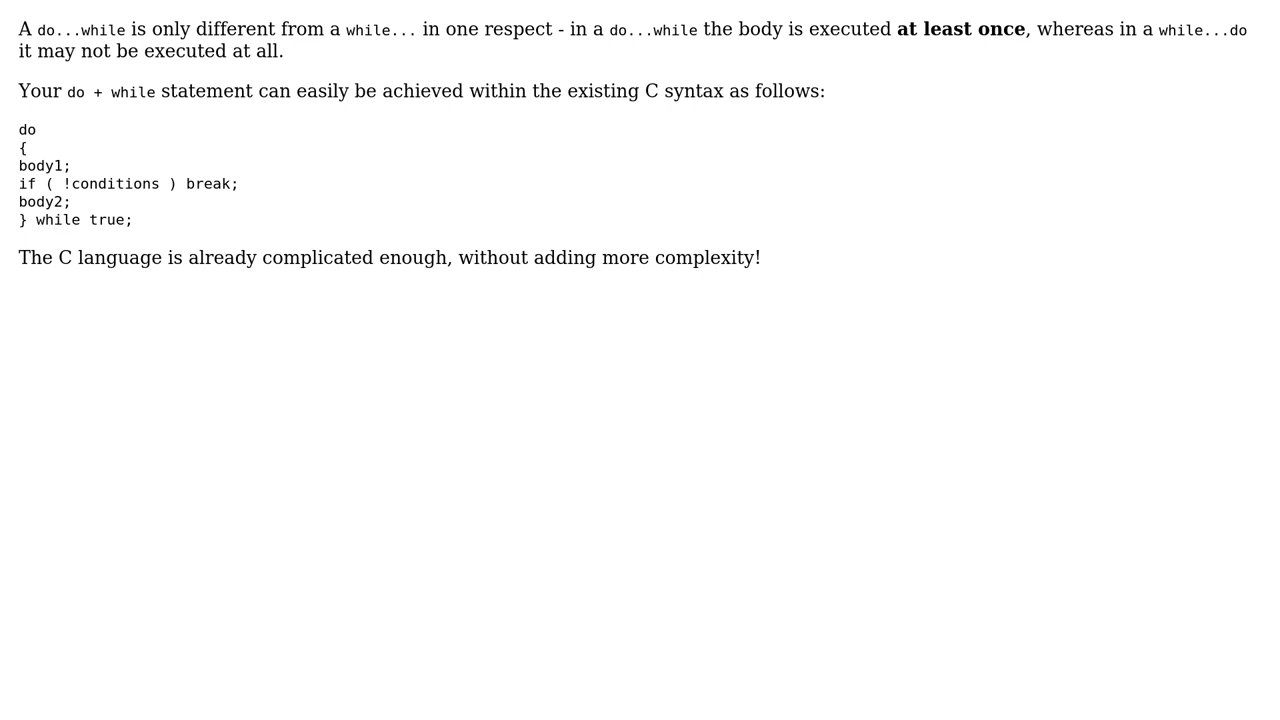 A do...while is only different from a while... in one respect - in a do...while the body is executed at least once, whereas in a while...do
it may not be executed at all.
Your do + while statement can easily be achieved within the existing C syntax as follows:
do
{
body1;
if ( !conditions ) break;
body2;
} while true;
The C language is already complicated enough, without adding more complexity!